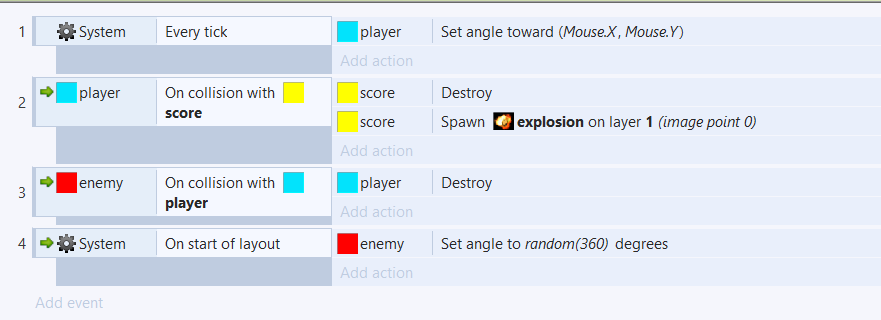 1 System Every tick player Set angle toward (Mouse.X, Mouse.Y)
Add action
2 player On collision with score score Destroy
score Spawn explosion on layer 1 (image point 0)
Add action
3 enemy On collision with player player Destroy
Add action
4 System On start of layout enemy Set angle to random(360) degrees
Add action
Add event